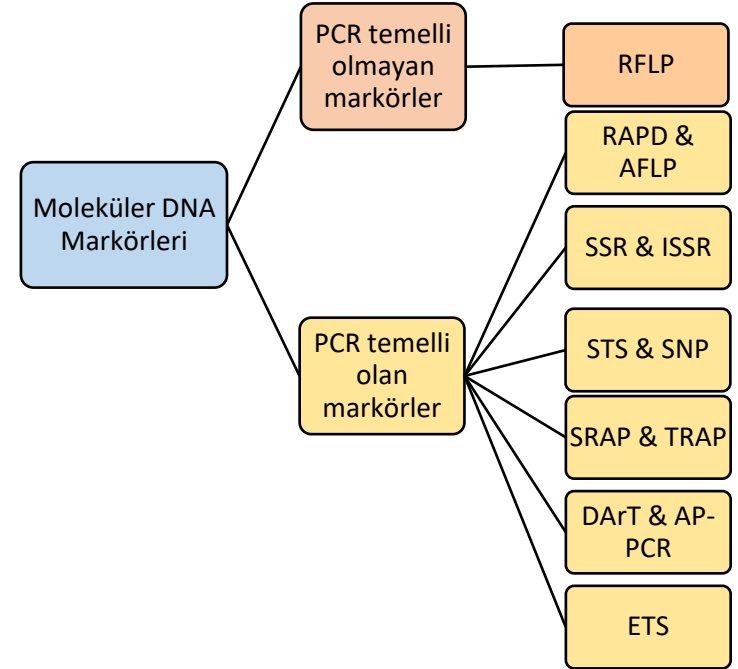 PCR temelli
olmayan
markörler
RFLP
RAPD &
AFLP
Moleküler DNA
Markörleri
SSR & ISSR
PCR temelli
olan
markörler
STS & SNP
SRAP & TRAP
DArT & AP-
PCR
ETS